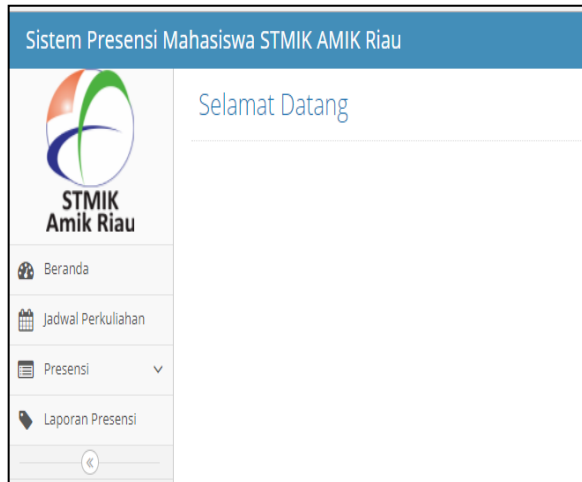 Sistem Presensi Mahasiswa STMIK AMIK Riau
STMIK
Amik Riau
Selamat Datang
Beranda
Jadwal Perkuliahan
Presensi
Laporan Presensi